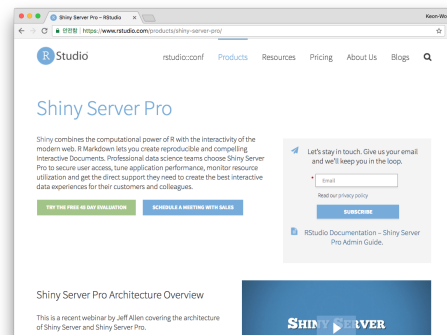 Shiny Server Pro – RStudio
Keon-Wo
안전함 | https://www.rstudio.com/products/shiny-server-pro/
R Studio
rstudio::conf Products Resources Pricing About Us Blogs
Shiny Server Pro
Shiny combines the computational power of R with the interactivity of the
modern web. R Markdown lets you create reproducible and compelling
Interactive Documents. Professional data science teams choose Shiny Server
Pro to secure user access, tune application performance, monitor resource
utilization and get the direct support they need to create the best interactive
data experiences for their customers and colleagues.
TRY THE FREE 45 DAY EVALUATION
SCHEDULE A MEETING WITH SALES
Let's stay in touch. Give us your email
and we'll keep you in the loop.
* Email
Read our privacy policy
SUBSCRIBE
RStudio Documentation – Shiny Server
Pro Admin Guide.
Shiny Server Pro Architecture Overview
This is a recent webinar by Jeff Allen covering the architecture
of Shiny Server and Shiny Server Pro.
SHINY SERVER